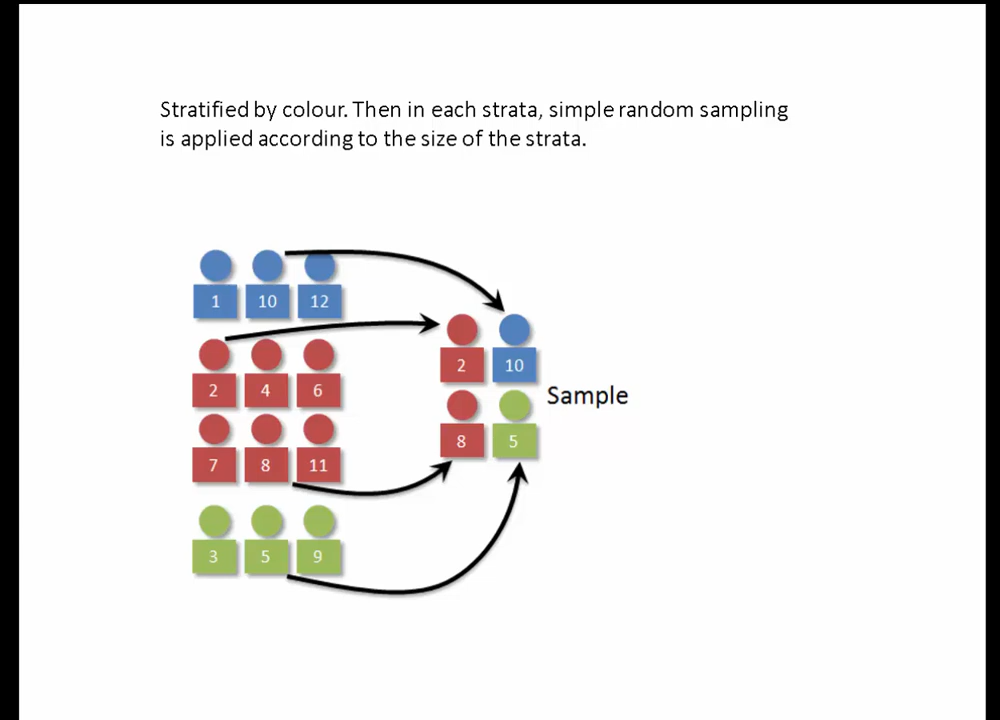 Stratified by colour. Then in each strata, simple random sampling
is applied according to the size of the strata.
1 10 12
2 4 6
7 8 11
3 5 9
2 10
Sample
8 5